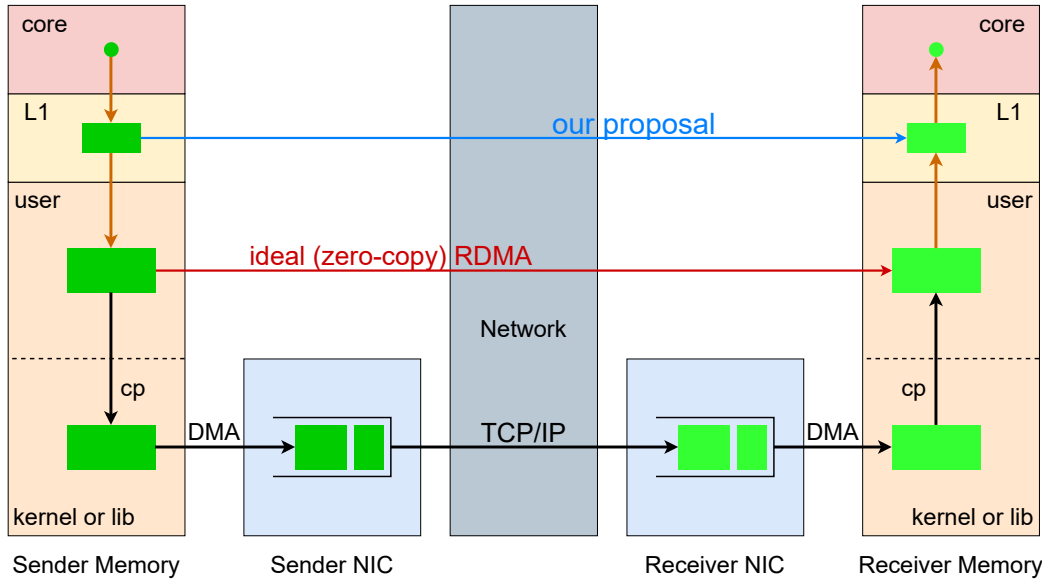 core
core
L1
L1
our proposal
user
user
ideal (zero-copy) RDMA
Network
cp
cp
DMA
TCP/IP
DMA
kernel or lib
kernel or lib
Sender Memory
Sender NIC
Receiver NIC
Receiver Memory